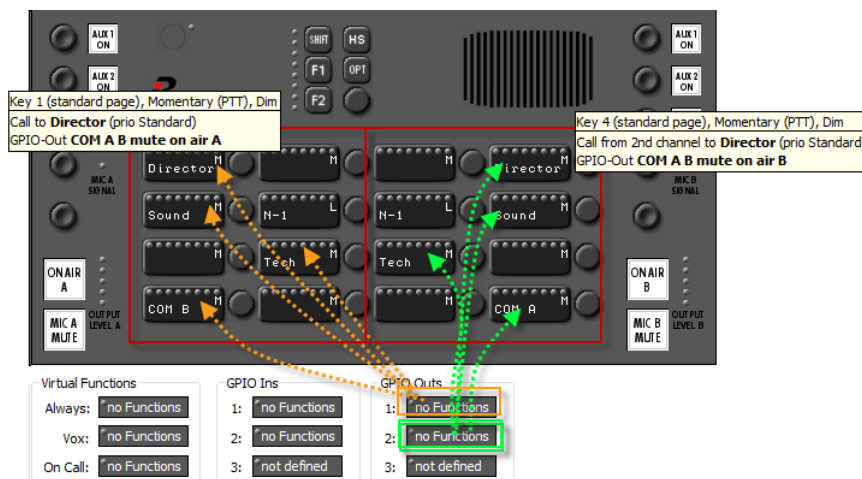 AUX 1 ON
SHIFT HS
AUX 1 ON
AUX 2 ON
F1 OPT
AUX 2 ON
F2
Key 1 (standard page), Momentary (PTT), Dim
Call to Director (prio Standard)
GPIO-Out COM A B mute on air A
Key 4 (standard page), Momentary (PTT), Dim
Call from 2nd channel to Director (prio Standard)
GPIO-Out COM A B mute on air B
MIC A SIGNAL
Director M
M
M
Director M
MIC B SIGNAL
Sound M
N-1 L
N-1 L
Sound M
M
Tech M
Tech M
M
ON AIR A
ON AIR B
COM B M
M
M
COM A M
MIC A MUTE
OUTPUT LEVEL A
MIC B MUTE
OUTPUT LEVEL B
Virtual Functions
Always: no Functions
Vox: no Functions
On Call: no Functions
GPIO Ins
1: no Functions
2: no Functions
3: not defined
GPIO Outs
1: no Functions
2: no Functions
3: not defined